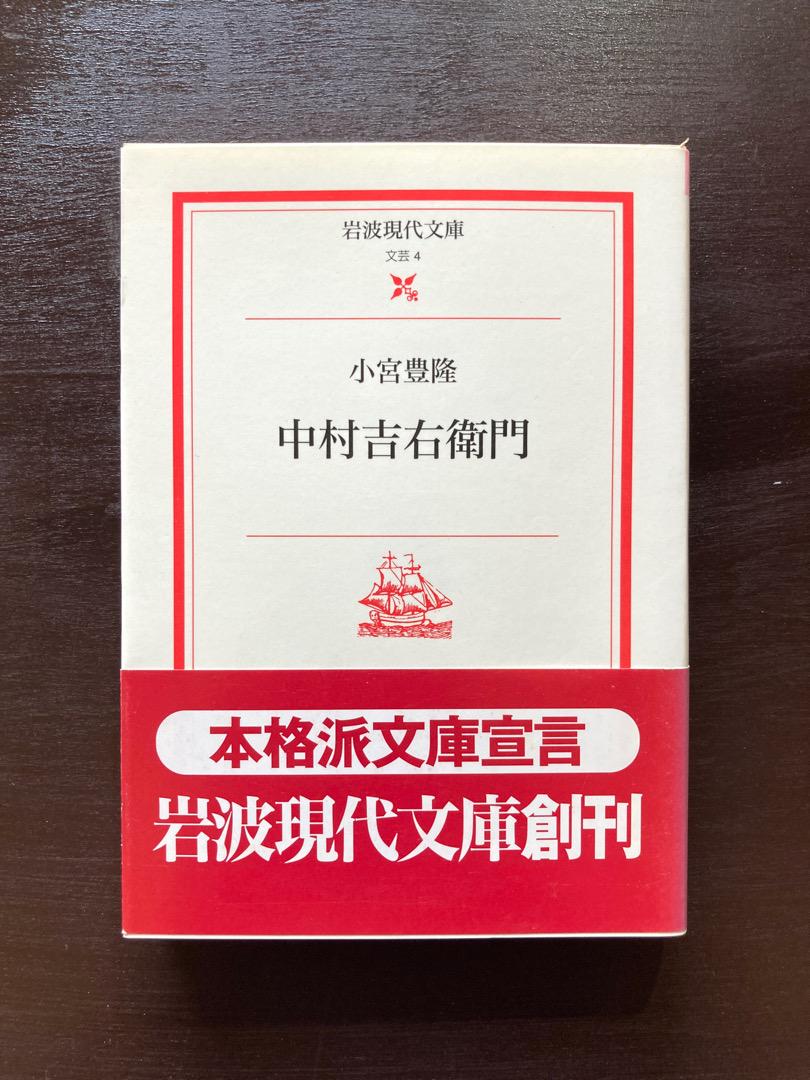 岩波現代文庫
文芸 4
小宮豊隆
中村吉右衛門
本格派文庫宣言
岩波現代文庫創刊